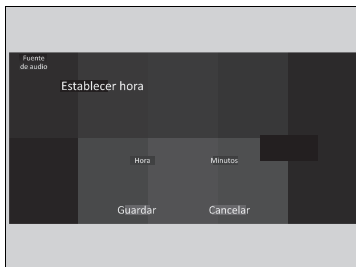 Fuente
de audio
Establecer hora
Hora Minutos
Guardar Cancelar